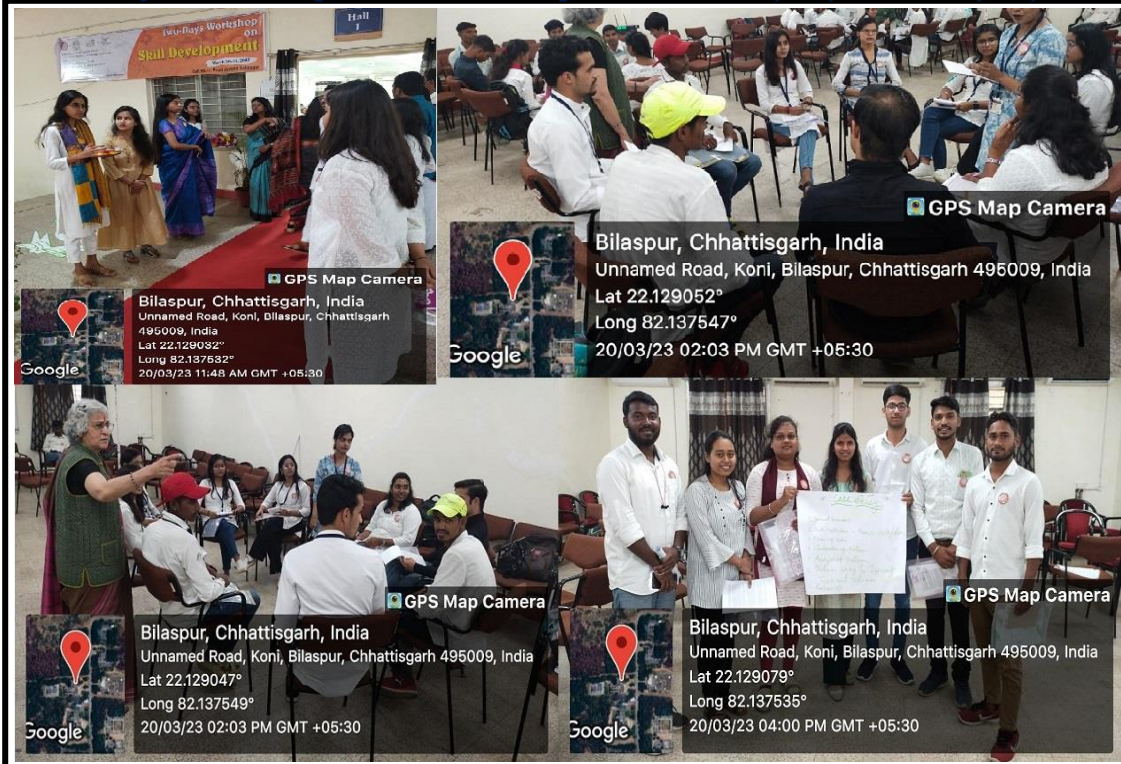 Two-Days Workshop
on
Skill Development
Hall
1
GPS Map Camera
Bilaspur, Chhattisgarh, India
Unnamed Road, Koni, Bilaspur, Chhattisgarh
495009, India
Lat 22.129032°
Long 82.137532°
20/03/23 11:48 AM GMT +05:30
Google
GPS Map Camera
Bilaspur, Chhattisgarh, India
Unnamed Road, Koni, Bilaspur, Chhattisgarh 495009, India
Lat 22.129052°
Long 82.137547°
20/03/23 02:03 PM GMT +05:30
Google
GPS Map Camera
Bilaspur, Chhattisgarh, India
Unnamed Road, Koni, Bilaspur, Chhattisgarh 495009, India
Lat 22.129047°
Long 82.137549°
20/03/23 02:03 PM GMT +05:30
Google
GPS Map Camera
Bilaspur, Chhattisgarh, India
Unnamed Road, Koni, Bilaspur, Chhattisgarh 495009, India
Lat 22.129079°
Long 82.137535°
20/03/23 04:00 PM GMT +05:30
Google